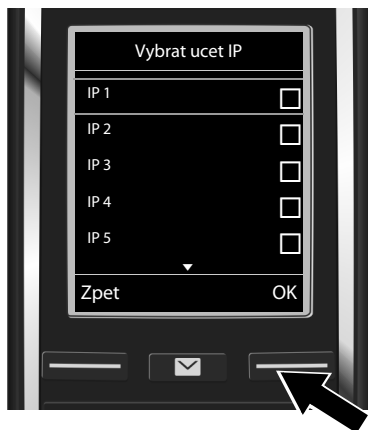 Vybrat ucet IP
IP 1
IP 2
IP 3
IP 4
IP 5
Zpet OK